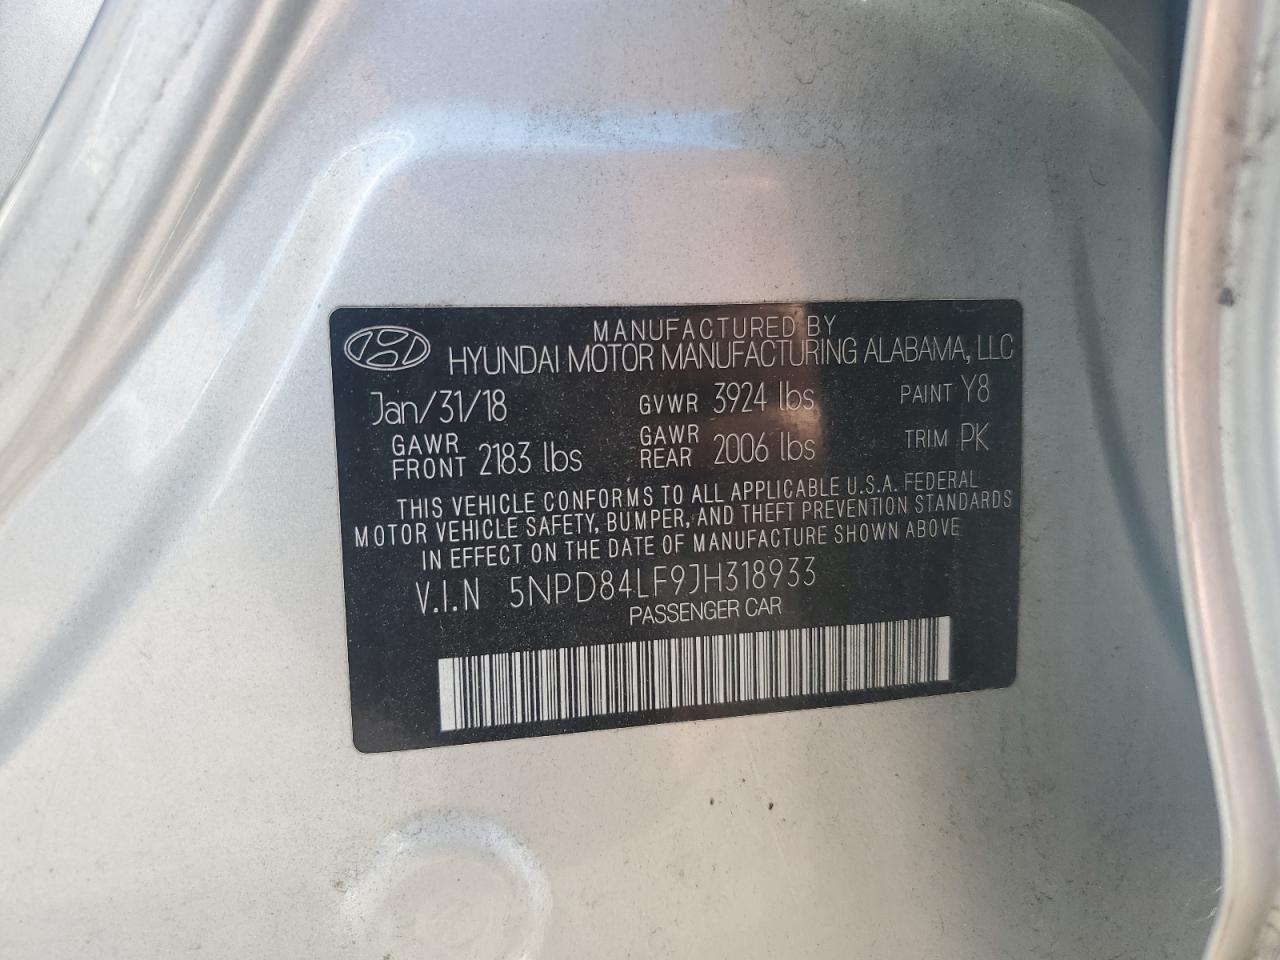 MANUFACTURED BY
HYUNDAI MOTOR MANUFACTURING ALABAMA, LLC
Jan/31/18 GVWR 3924 lbs PAINT Y8
GAWR FRONT 2183 lbs GAWR REAR 2006 lbs TRIM PK
THIS VEHICLE CONFORMS TO ALL APPLICABLE U.S.A. FEDERAL
MOTOR VEHICLE SAFETY, BUMPER, AND THEFT PREVENTION STANDARDS
IN EFFECT ON THE DATE OF MANUFACTURE SHOWN ABOVE
V.I.N 5NPD84LF9JH318933
PASSENGER CAR